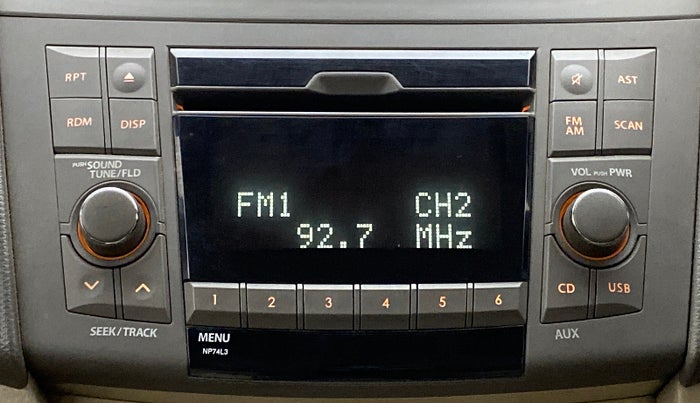 RPT
RDM
DISP
PUSH SOUND
TUNE/FLD
SEEK/TRACK
FM1 CH2
92.7 MHz
1 2 3 4 5 6
MENU
NP74L3
AST
FM
AM
SCAN
VOL PUSH PWR
CD
USB
AUX